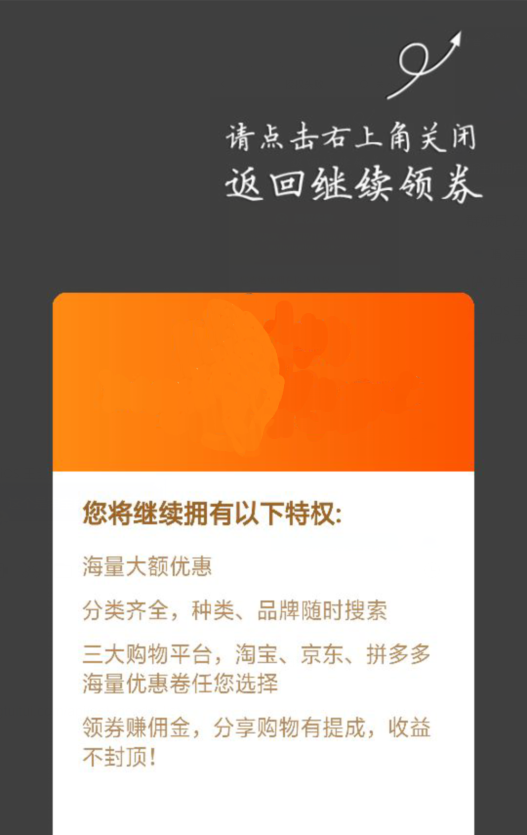 请点击右上角关闭
返回继续领券
您将继续拥有以下特权:
海量大额优惠
分类齐全，种类、品牌随时搜索
三大购物平台，淘宝、京东、拼多多
海量优惠卷任您选择
领券赚佣金，分享购物有提成，收益
不封顶！